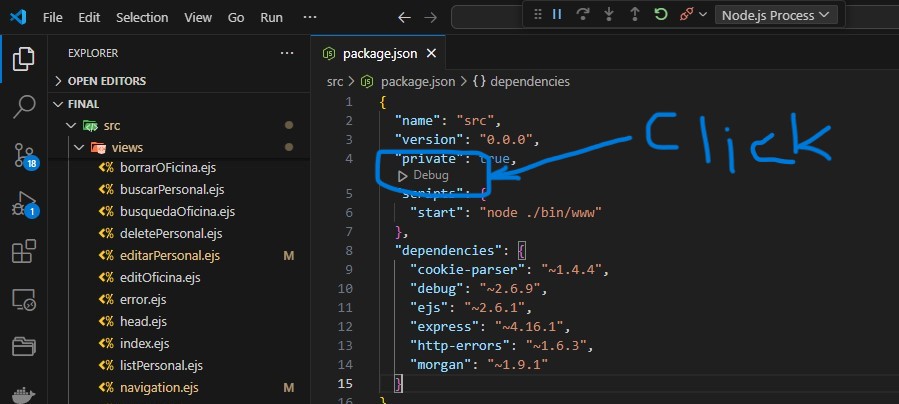 File Edit Selection View Go Run ···
Node.js Process
EXPLORER ···
OPEN EDITORS
FINAL
src
views
borrarOficina.ejs
buscarPersonal.ejs
busquedaOficina.ejs
deletePersonal.ejs
editarPersonal.ejs M
editOficina.ejs
error.ejs
head.ejs
index.ejs
listPersonal.ejs
navigation.ejs M
18
1
package.json
src > package.json > {} dependencies
1 {
2 "name": "src",
3 "version": "0.0.0",
4 "private": true,
Debug
5 "scripts": {
6 "start": "node ./bin/www"
7 },
8 "dependencies": {
9 "cookie-parser": "~1.4.4",
10 "debug": "~2.6.9",
11 "ejs": "~2.6.1",
12 "express": "~4.16.1",
13 "http-errors": "~1.6.3",
14 "morgan": "~1.9.1"
15 }
16 }
Click